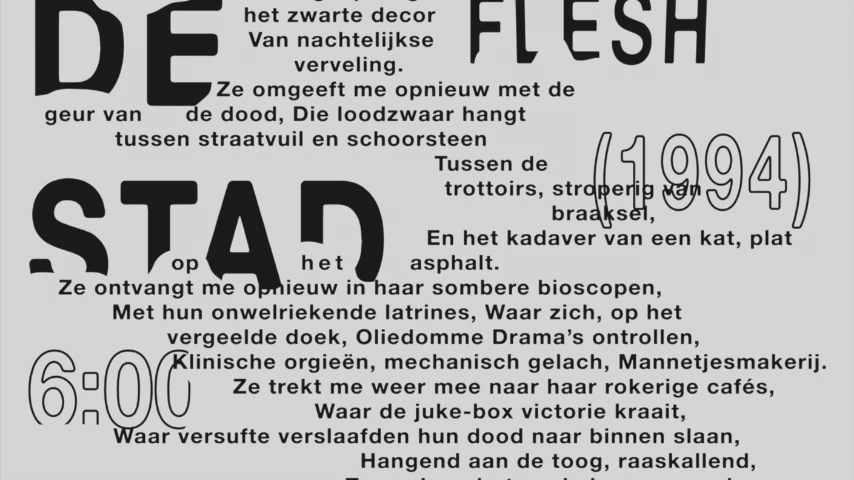 DE
FLESH
het zwarte decor
Van nachtelijkse
verveling.
Ze omgeeft me opnieuw met de
geur van de dood, Die loodzwaar hangt
tussen straatvuil en schoorsteen
Tussen de
(1994)
trottoirs, stroperig van
braaksel,
STAD
En het kadaver van een kat, plat
op het asphalt.
Ze ontvangt me opnieuw in haar sombere bioscopen,
Met hun onwelriekende latrines, Waar zich, op het
vergeelde doek, Oliedomme Drama's ontrollen,
6:00
Klinische orgieën, mechanisch gelach, Mannetjesmakerij.
Ze trekt me weer mee naar haar rokerige cafés,
Waar de juke-box victorie kraait,
Waar versufte verslaafden hun dood naar binnen slaan,
Hangend aan de toog, raaskallend,